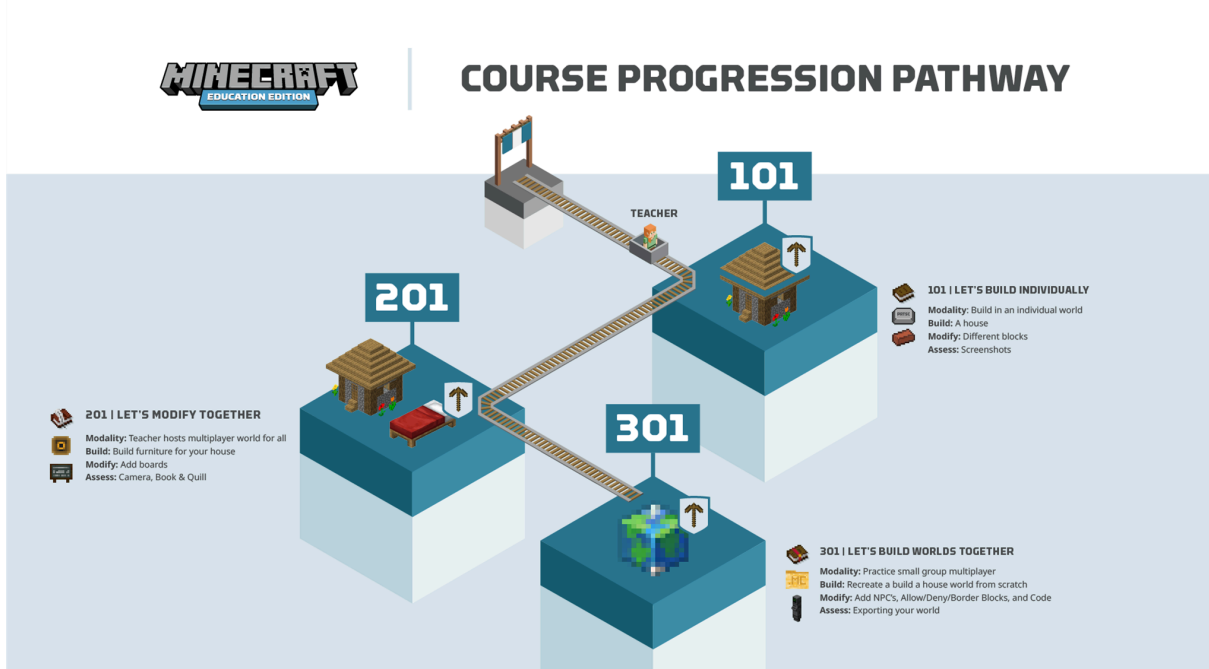 MINECRAFT
EDUCATION EDITION
COURSE PROGRESSION PATHWAY
101
TEACHER
201
101 | LET'S BUILD INDIVIDUALLY
Modality: Build in an individual world
Build: A house
Modify: Different blocks
Assess: Screenshots
301
201 | LET'S MODIFY TOGETHER
Modality: Teacher hosts multiplayer world for all
Build: Build furniture for your house
Modify: Add boards
Assess: Camera, Book & Quill
301 | LET'S BUILD WORLDS TOGETHER
Modality: Practice small group multiplayer
Build: Recreate a build a house world from scratch
Modify: Add NPC's, Allow/Deny/Border Blocks, and Code
Assess: Exporting your world
.MC